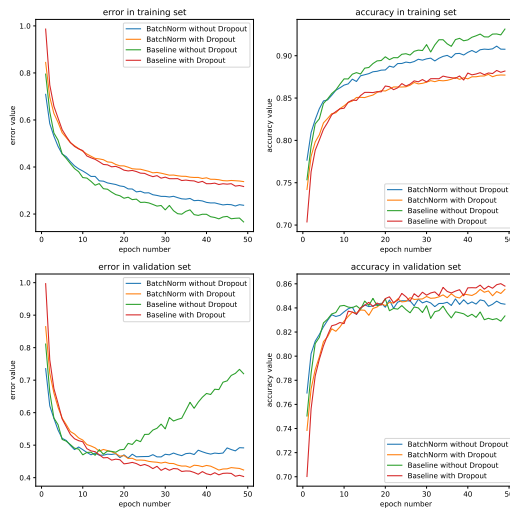 error in training set
1.0
0.8
0.6
0.4
0.2
error value
BatchNorm without Dropout
BatchNorm with Dropout
Baseline without Dropout
Baseline with Dropout
0 10 20 30 40 50
epoch number
accuracy in training set
0.90
0.85
0.80
0.75
0.70
accuracy value
BatchNorm without Dropout
BatchNorm with Dropout
Baseline without Dropout
Baseline with Dropout
0 10 20 30 40 50
epoch number
error in validation set
1.0
0.9
0.8
0.7
0.6
0.5
0.4
error value
BatchNorm without Dropout
BatchNorm with Dropout
Baseline without Dropout
Baseline with Dropout
0 10 20 30 40 50
epoch number
accuracy in validation set
0.86
0.84
0.82
0.80
0.78
0.76
0.74
0.72
0.70
accuracy value
BatchNorm without Dropout
BatchNorm with Dropout
Baseline without Dropout
Baseline with Dropout
0 10 20 30 40 50
epoch number